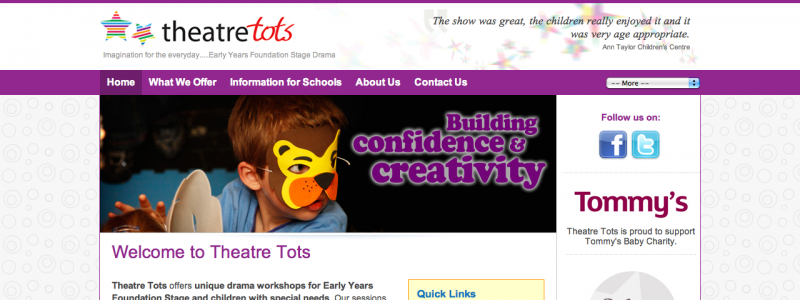 theatretots
Imagination for the everyday....Early Years Foundation Stage Drama
The show was great, the children really enjoyed it and it
was very age appropriate.
Ann Taylor Children's Centre
Home What We Offer Information for Schools About Us Contact Us
-- More --
Building
confidence &
creativity
Follow us on:
f t
Tommy's
Theatre Tots is proud to support
Tommy's Baby Charity.
Welcome to Theatre Tots
Theatre Tots offers unique drama workshops for Early Years
Foundation Stage and children with special needs. Our sessions
Quick Links